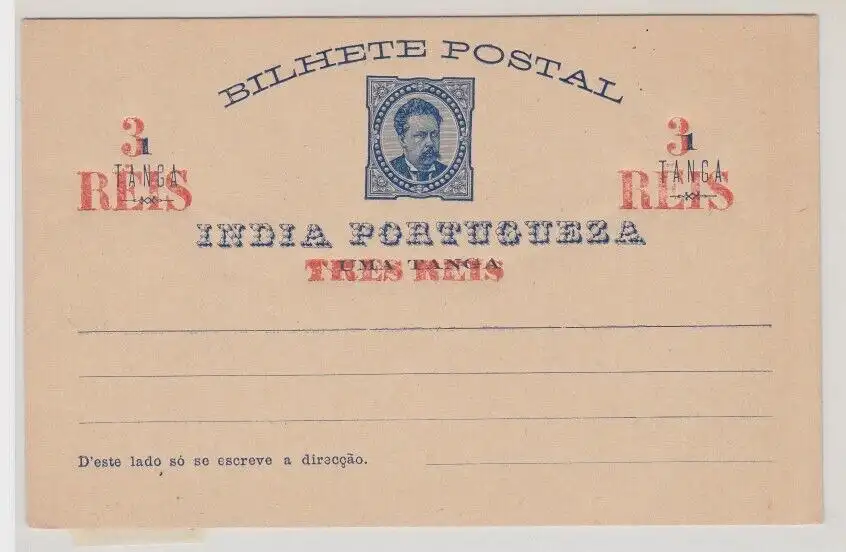 BILHETE POSTAL
3 1 3 1
TANGA TANGA
REIS REIS
INDIA PORTUGUEZA
UMA TANGA
TRES REIS
D'este lado só se escreve a direcção.